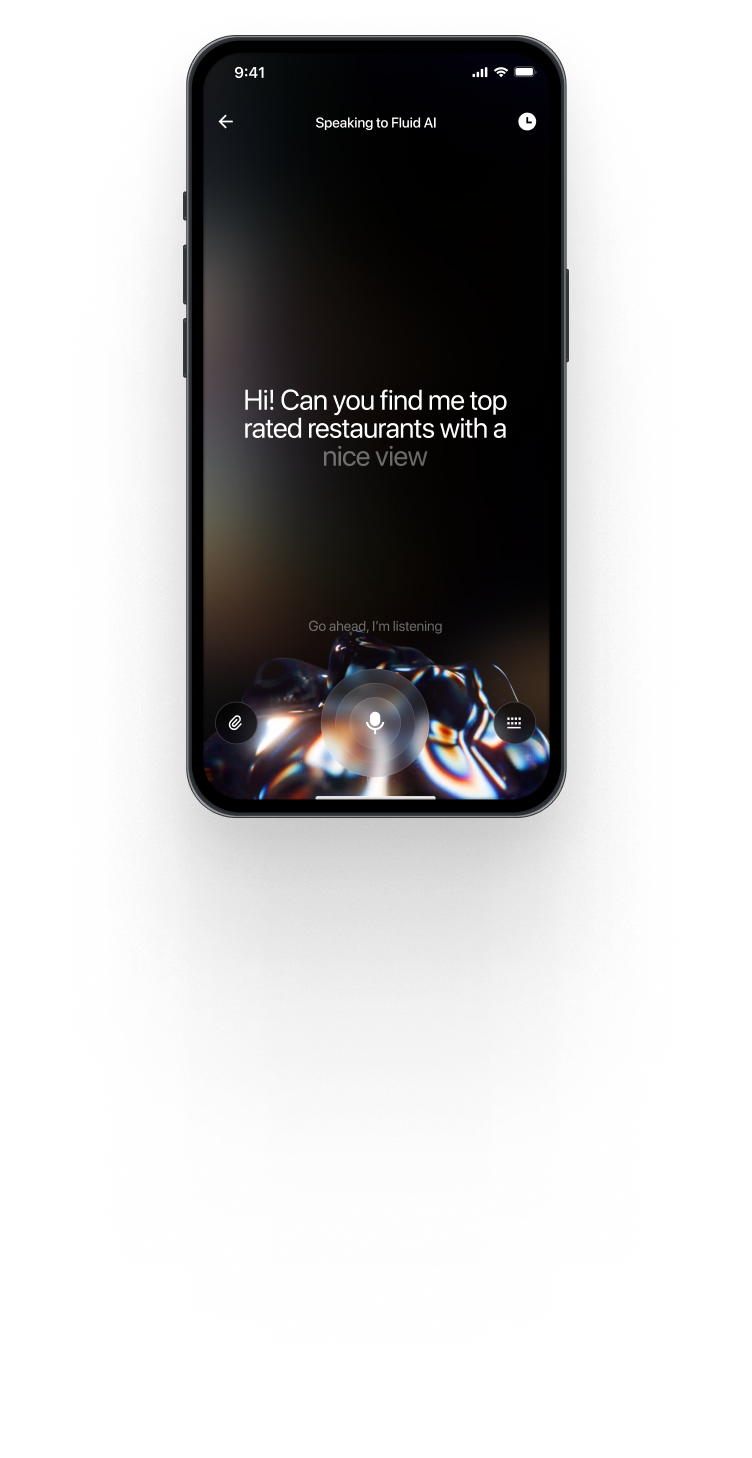 9:41
Speaking to Fluid AI
Hi! Can you find me top
rated restaurants with a
nice view
Go ahead, I’m listening